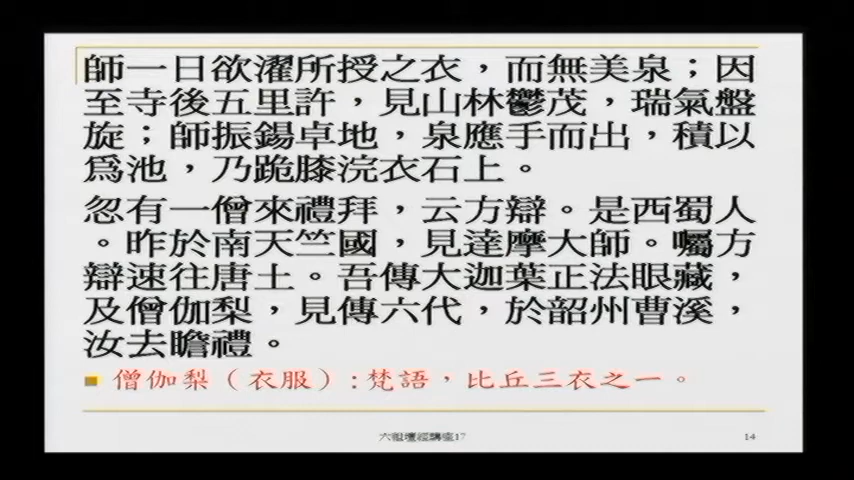 師一日欲濯所授之衣，而無美泉；因
至寺後五里許，見山林鬱茂，瑞氣盤
旋；師振錫卓地，泉應手而出，積以
為池，乃跪膝浣衣石上。
忽有一僧來禮拜，云方辯。是西蜀人
。昨於南天竺國，見達摩大師。囑方
辯速往唐土。吾傳大迦葉正法眼藏，
及僧伽梨，見傳六代，於韶州曹溪，
汝去瞻禮。
僧伽梨（衣服）:梵語，比丘三衣之一。
六祖壇經講座17
14